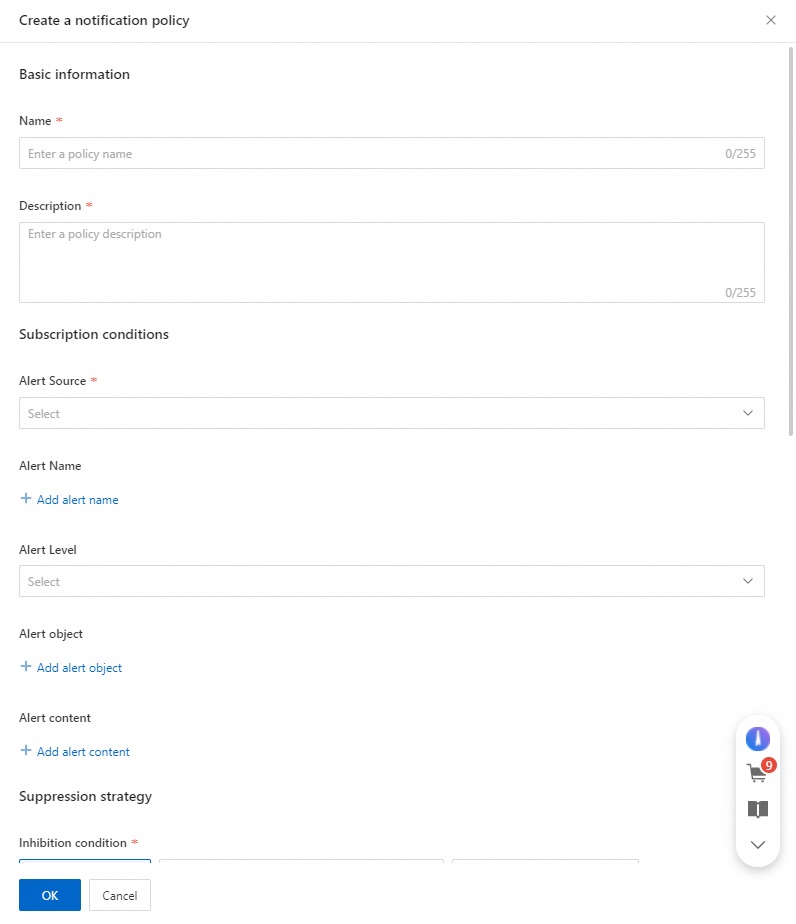 Create a notification policy
Basic information
Name *
Enter a policy name 0/255
Description *
Enter a policy description
0/255
Subscription conditions
Alert Source *
Select
Alert Name
+ Add alert name
Alert Level
Select
Alert object
+ Add alert object
Alert content
+ Add alert content
9
Suppression strategy
Inhibition condition *
OK Cancel